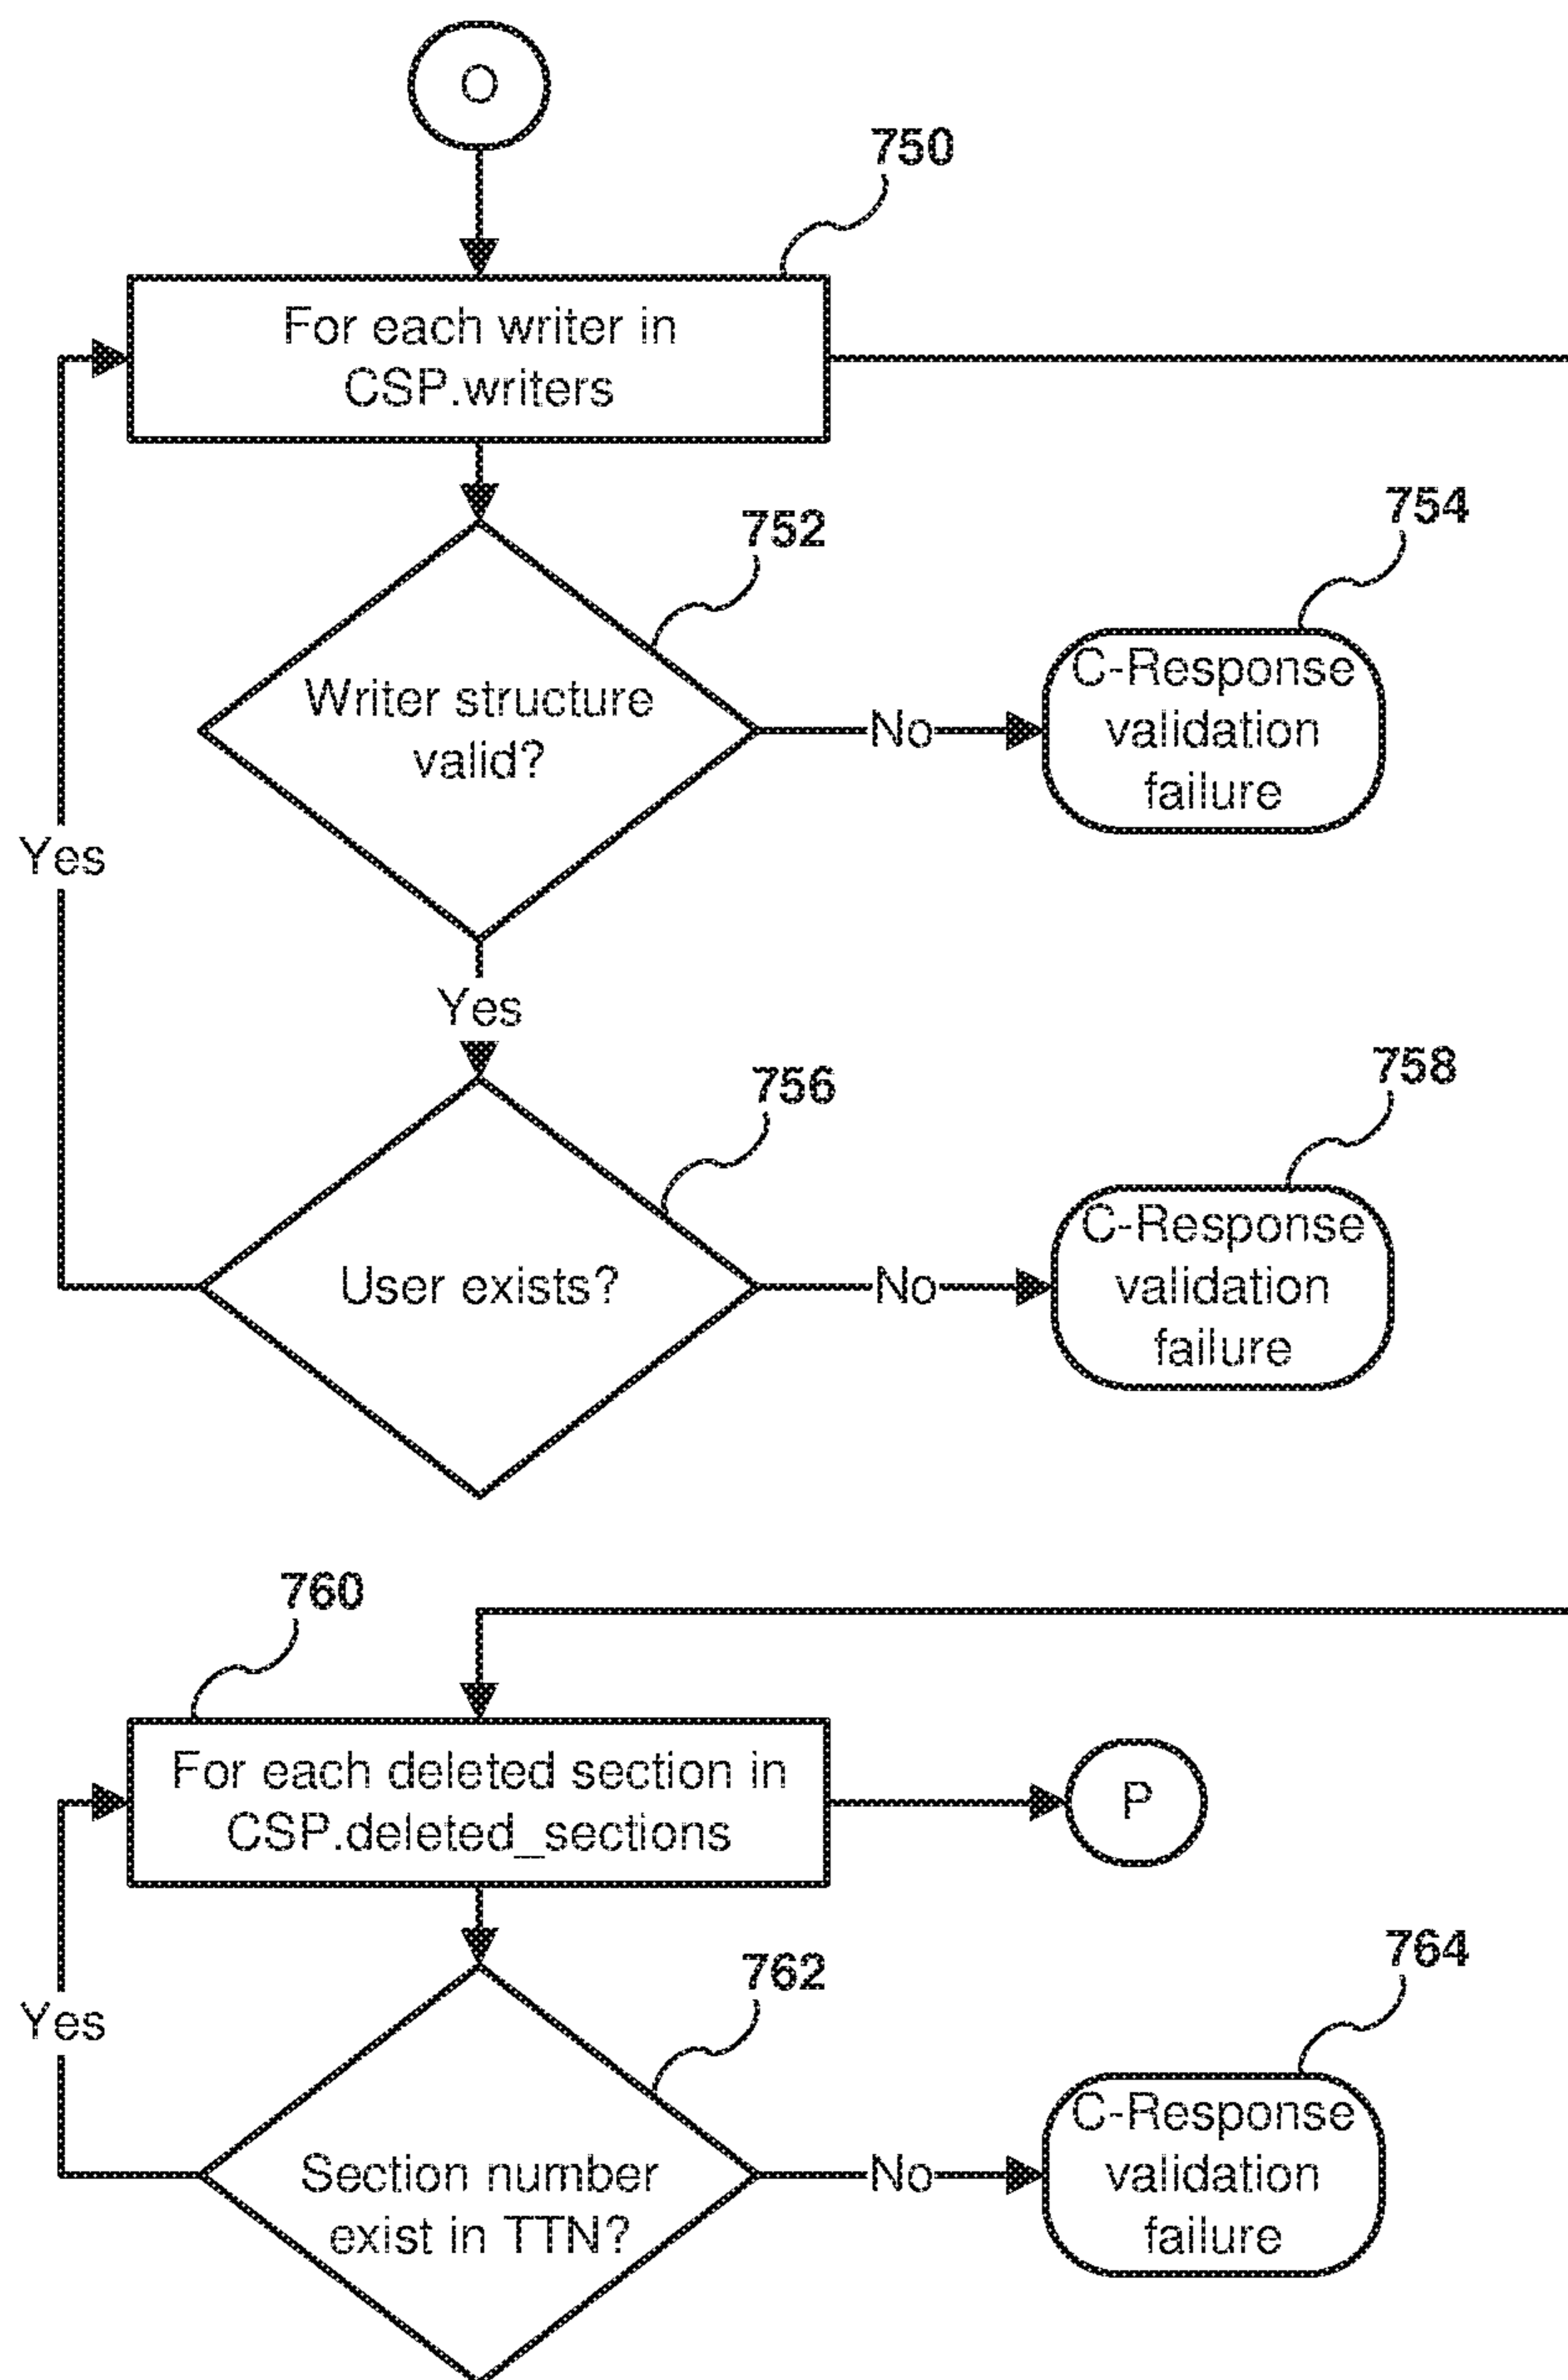 O
750
For each writer in
CSP.writers
752
Writer structure
valid?
754
C-Response
validation
failure
No
Yes
Yes
756
User exists?
758
C-Response
validation
failure
No
760
For each deleted section in
CSP.deleted_sections
P
762
Section number
exist in TTN?
764
C-Response
validation
failure
No
Yes